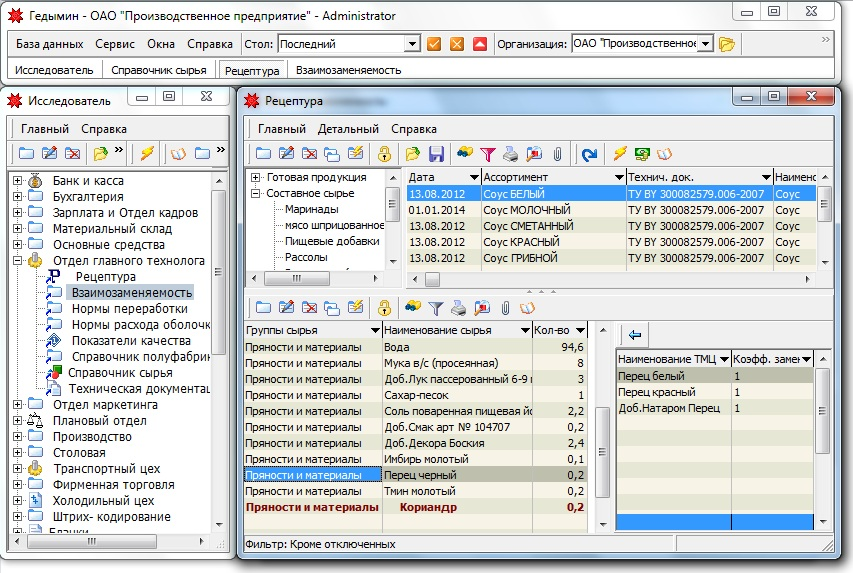 Гедымин - ОАО "Производственное предприятие" - Administrator
База данных Сервис Окна Справка Стол: Последний Организация: ОАО "Производственное
Исследователь Справочник сырья Рецептура Взаимозаменяемость
Исследователь
Главный Справка
Банк и касса
Бухгалтерия
Зарплата и Отдел кадров
Материальный склад
Основные средства
Отдел главного технолога
Рецептура
Взаимозаменяемость
Нормы переработки
Нормы расхода оболочк
Показатели качества
Справочник полуфабри
Справочник сырья
Техническая документац
Отдел маркетинга
Плановый отдел
Производство
Столовая
Транспортный цех
Фирменная торговля
Холодильный цех
Штрих- кодирование
Бланки
Рецептура
Главный Детальный Справка
Готовая продукция
Составное сырье
Маринады
мясо шприцованное
Пищевые добавки
Рассолы
Дата Ассортимент Технич. док. Наимено
13.08.2012 Соус БЕЛЫЙ ТУ BY 300082579.006-2007 Соус
01.01.2014 Соус МОЛОЧНЫЙ ТУ BY 300082579.006-2007 Соус
13.08.2012 Соус СМЕТАННЫЙ ТУ BY 300082579.006-2007 Соус
13.08.2012 Соус КРАСНЫЙ ТУ BY 300082579.006-2007 Соус
13.08.2012 Соус ГРИБНОЙ ТУ BY 300082579.006-2007 Соус
Группы сырья Наименование сырья Кол-во
Пряности и материалы Вода 94,6
Пряности и материалы Мука в/с (просеянная) 8
Пряности и материалы Доб.Лук пассерованный 6-9 3
Пряности и материалы Сахар-песок 1
Пряности и материалы Соль поваренная пищевая йо 2,2
Пряности и материалы Доб.Смак арт № 104707 0,2
Пряности и материалы Доб.Декора Боския 2,4
Пряности и материалы Имбирь молотый 0,1
Пряности и материалы Перец черный 0,2
Пряности и материалы Тмин молотый 0,2
Пряности и материалы Кориандр 0,2
Наименование ТМЦ Коэфф. замен
Перец белый 1
Перец красный 1
Доб.Натаром Перец 1
Фильтр: Кроме отключенных